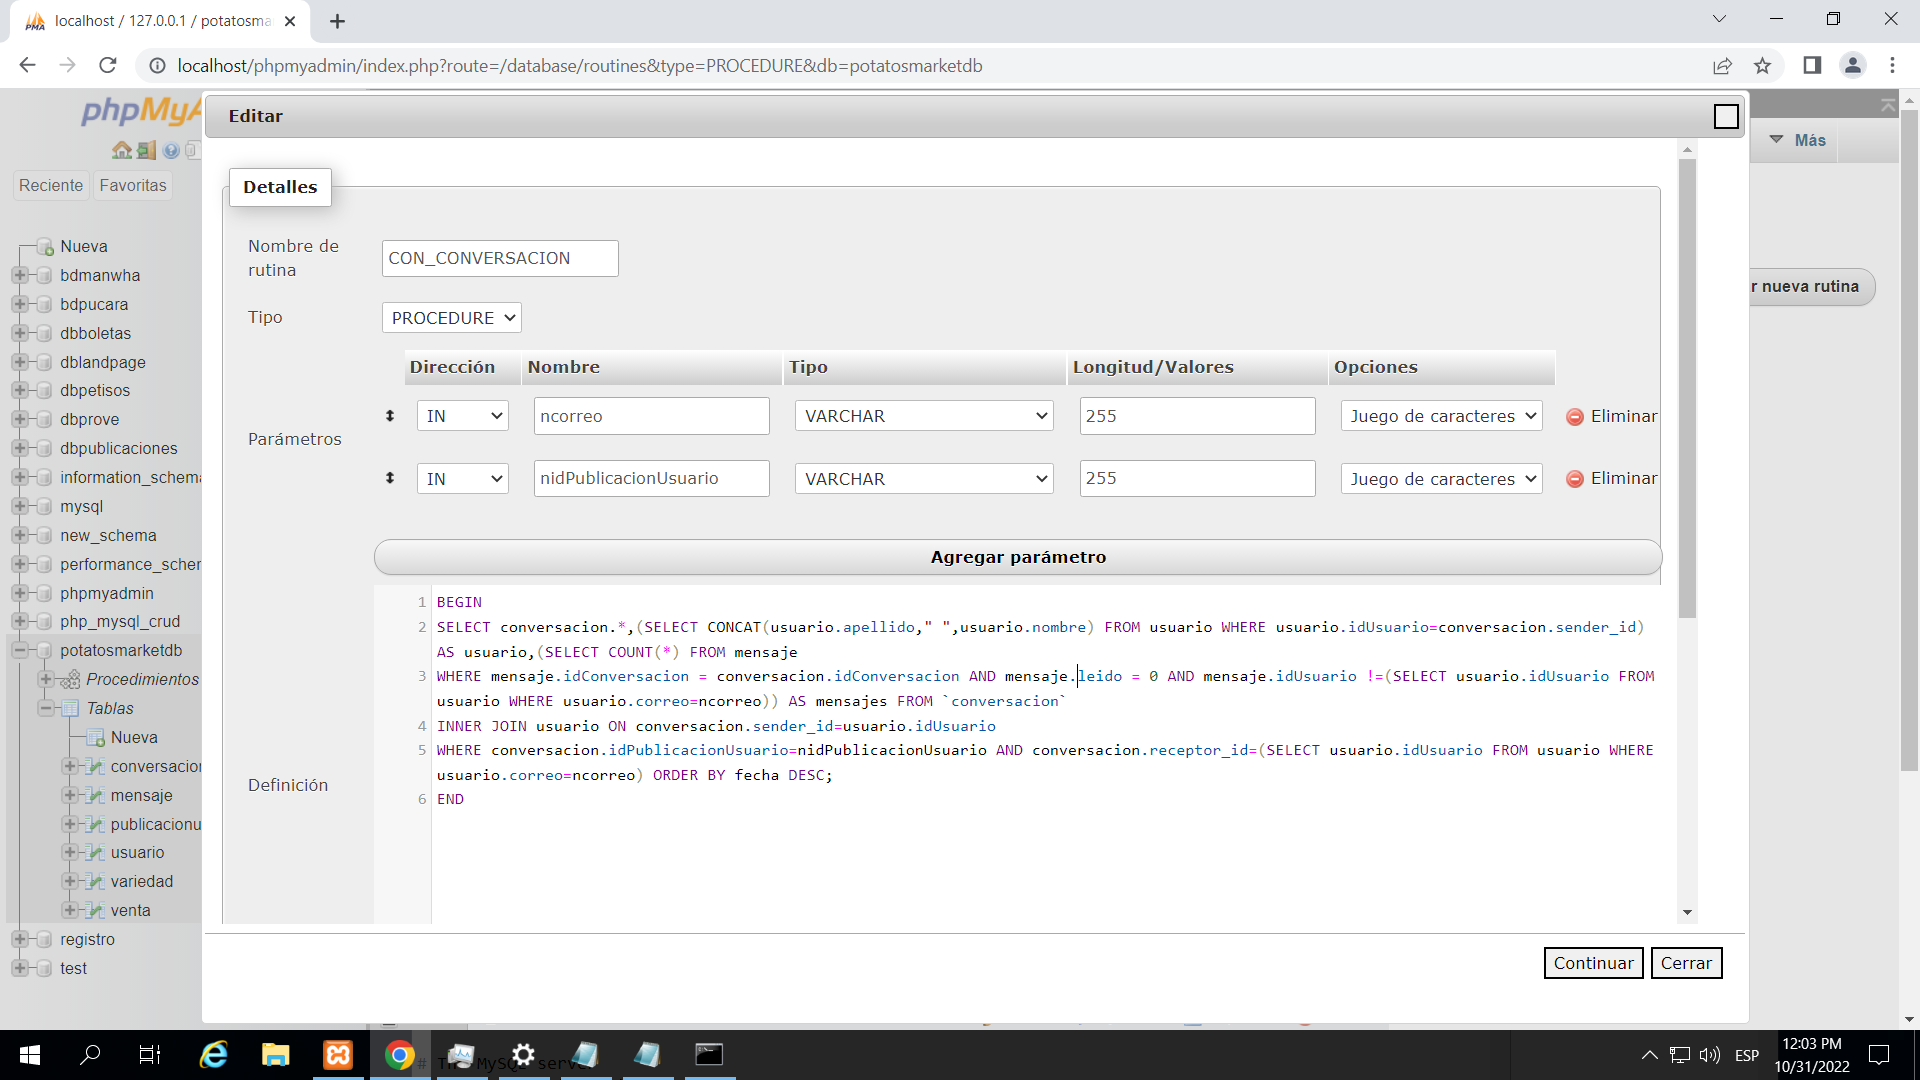 localhost / 127.0.0.1 / potatosma
localhost/phpmyadmin/index.php?route=/database/routines&type=PROCEDURE&db=potatosmarketdb
phpMyA
Editar
Más
Reciente
Favoritas
Detalles
Nueva
bdmanwha
bdpucara
dbboletas
dblandpage
dbpetisos
dbprove
dbpublicaciones
information_schema
mysql
new_schema
performance_scher
phpmyadmin
php_mysql_crud
potatosmarketdb
Procedimientos
Tablas
Nueva
conversacion
mensaje
publicacionu
usuario
variedad
venta
registro
test
Nombre de
rutina
CON_CONVERSACION
r nueva rutina
Tipo
PROCEDURE
Parámetros
Dirección Nombre Tipo Longitud/Valores Opciones
IN ncorreo VARCHAR 255 Juego de caracteres Eliminar
IN nidPublicacionUsuario VARCHAR 255 Juego de caracteres Eliminar
Agregar parámetro
Definición
1 BEGIN
2 SELECT conversacion.*,(SELECT CONCAT(usuario.apellido," ",usuario.nombre) FROM usuario WHERE usuario.idUsuario=conversacion.sender_id)
AS usuario,(SELECT COUNT(*) FROM mensaje
3 WHERE mensaje.idConversacion = conversacion.idConversacion AND mensaje.leido = 0 AND mensaje.idUsuario !=(SELECT usuario.idUsuario FROM
usuario WHERE usuario.correo=ncorreo)) AS mensajes FROM `conversacion`
4 INNER JOIN usuario ON conversacion.sender_id=usuario.idUsuario
5 WHERE conversacion.idPublicacionUsuario=nidPublicacionUsuario AND conversacion.receptor_id=(SELECT usuario.idUsuario FROM usuario WHERE
usuario.correo=ncorreo) ORDER BY fecha DESC;
6 END
Continuar
Cerrar
ESP
12:03 PM
10/31/2022